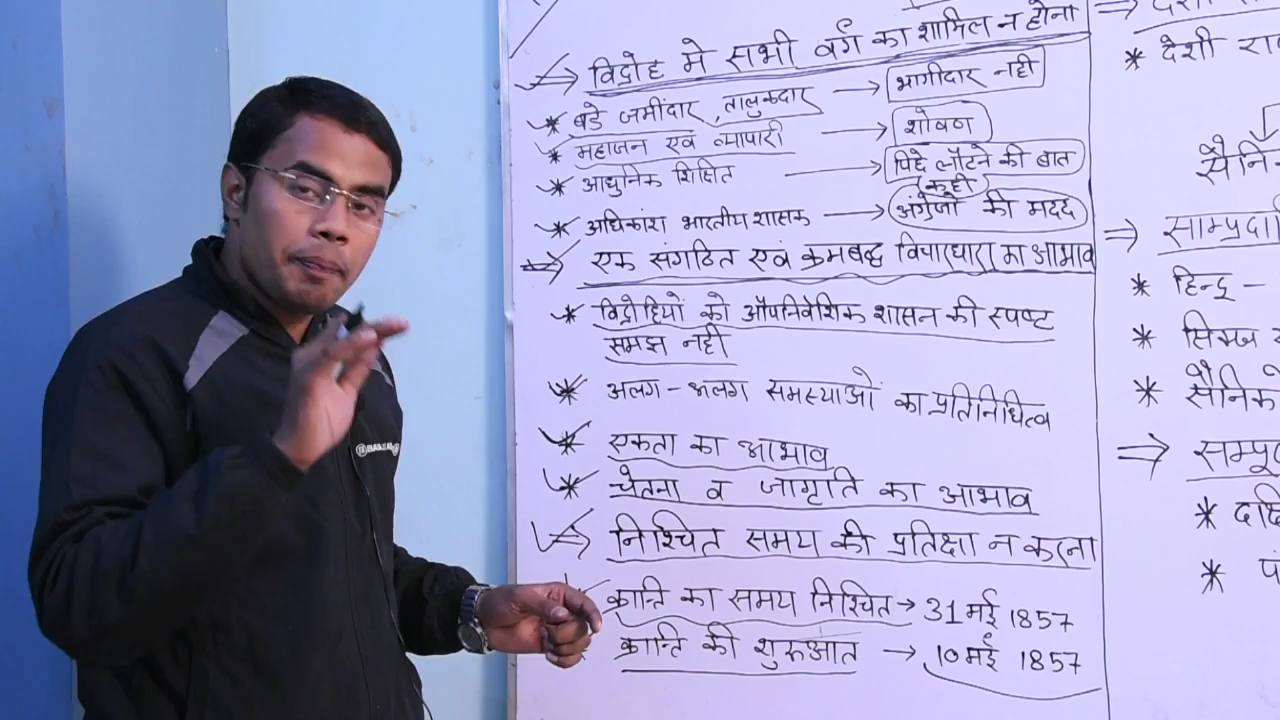 विद्रोह मे सभी वर्ग का शामिल न होना
* बडे जमींदार, तालुकदार → भागीदार नही
* महाजन एवं व्यापारी → शोषण
* आधुनिक शिक्षित → पिछे लौटने की बात कही
* अधिकांश भारतीय शासक → अंग्रेजों की मदद
⇒ एक संगठित एवं क्रमबद्ध विचारधारा का आभाव
* विद्रोहियों को औपनिवेशिक शासन की स्पष्ट
समझ नही
* अलग-अलग समस्याओं का प्रतिनिधित्व
* एकता का आभाव
* चेतना व जागृति का आभाव
⇒ निश्चित समय की प्रतिक्षा न करना
क्रान्ति का समय निश्चित → 31 मई 1857
क्रान्ति की शुरुआत → 10 मई 1857
⇒ देशी
* देशी
⇒
* हिन्दू -
*
* सैनिक
⇒
*
*